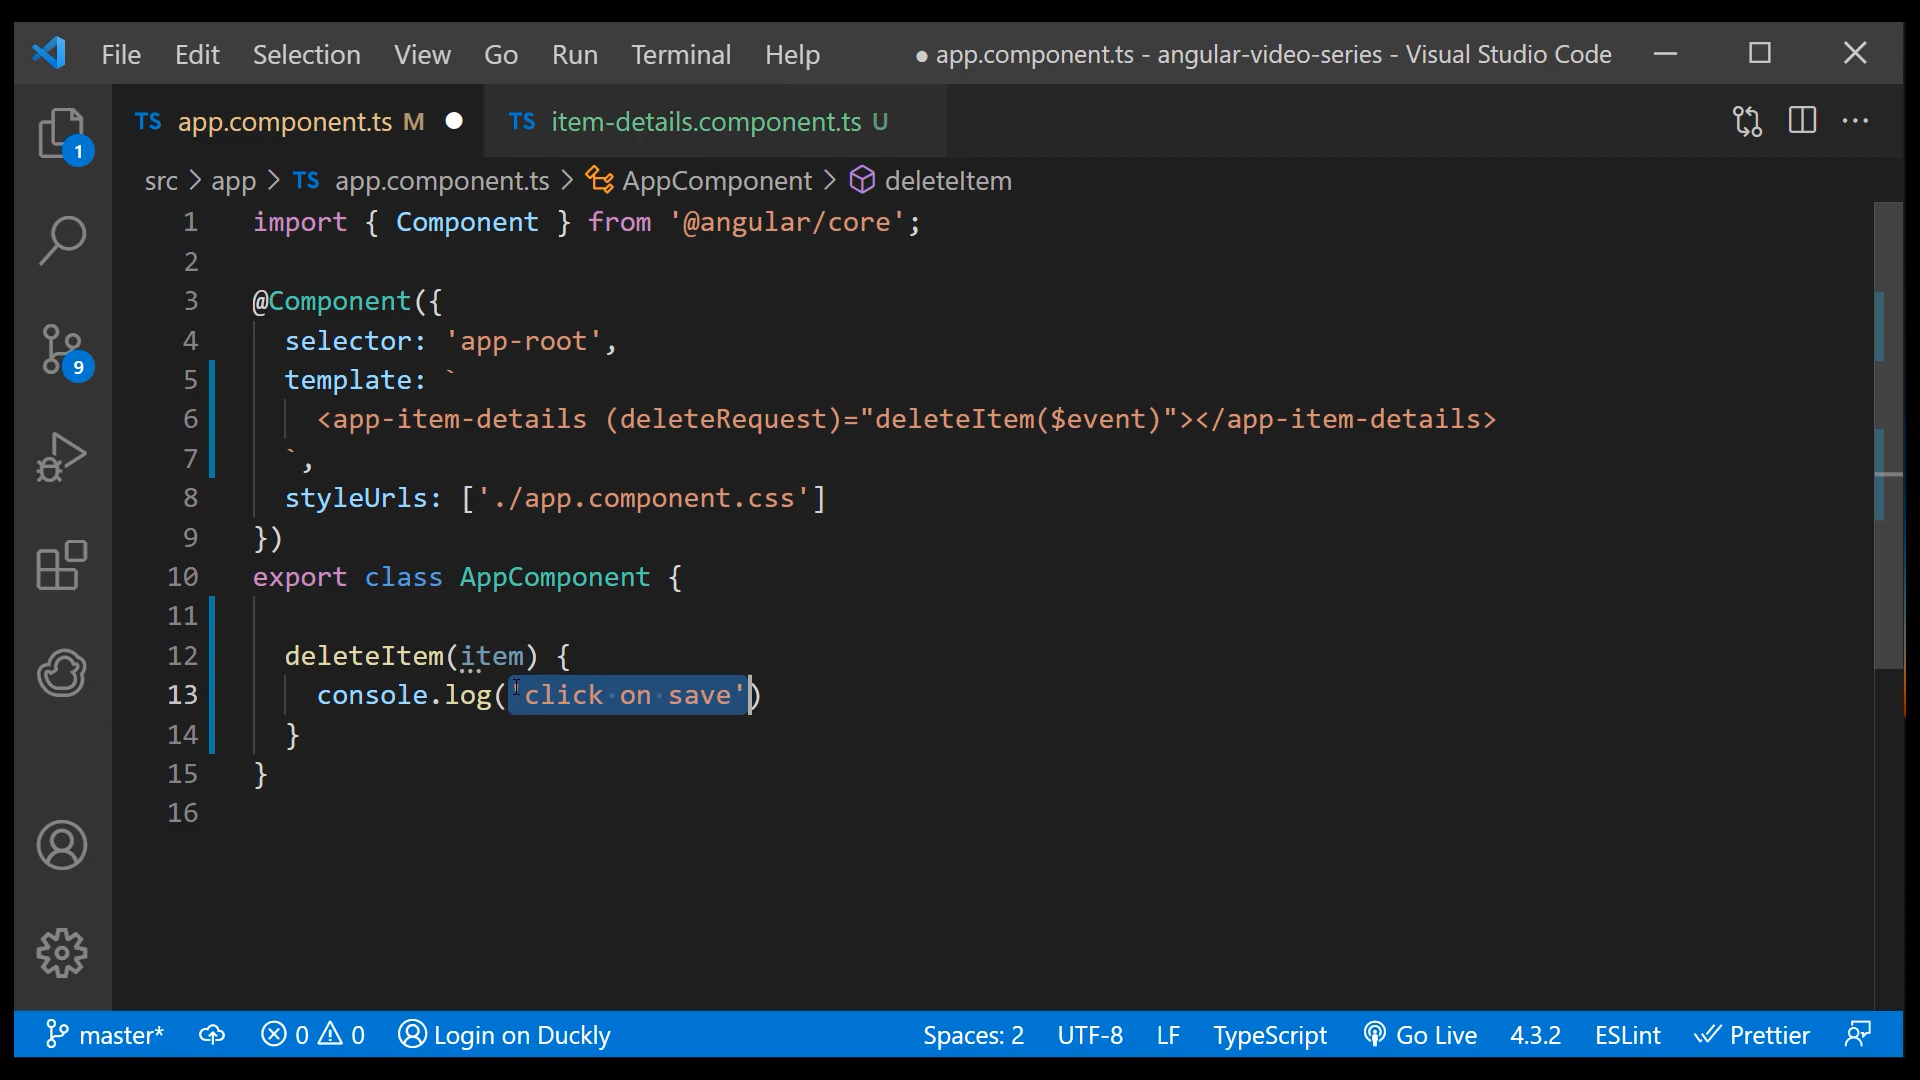 File Edit Selection View Go Run Terminal Help ● app.component.ts - angular-video-series - Visual Studio Code
TS app.component.ts M ● TS item-details.component.ts U
1
src > app > TS app.component.ts > AppComponent > deleteItem
1 import { Component } from '@angular/core';
2
3 @Component({
4 selector: 'app-root',
5 template: `
9
6 <app-item-details (deleteRequest)="deleteItem($event)"></app-item-details>
7 `,
8 styleUrls: ['./app.component.css']
9 })
10 export class AppComponent {
11
12 deleteItem(item) {
13 console.log('click on save')
14 }
15 }
16
master* 0 0 Login on Duckly Spaces: 2 UTF-8 LF TypeScript Go Live 4.3.2 ESLint Prettier